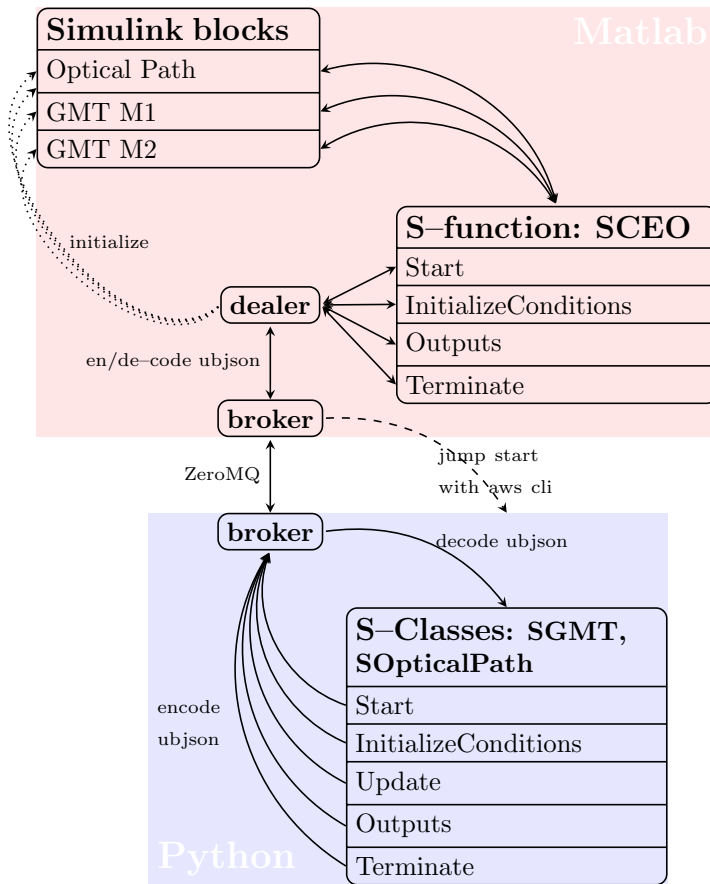 Simulink blocks
Matlab
Optical Path
GMT M1
GMT M2
initialize
S–function: SCEO
Start
InitializeConditions
Outputs
Terminate
dealer
en/de–code ubjson
broker
ZeroMQ
jump start
with aws cli
broker
decode ubjson
S–Classes: SGMT,
SOpticalPath
Start
InitializeConditions
Update
Outputs
Terminate
encode
ubjson
Python